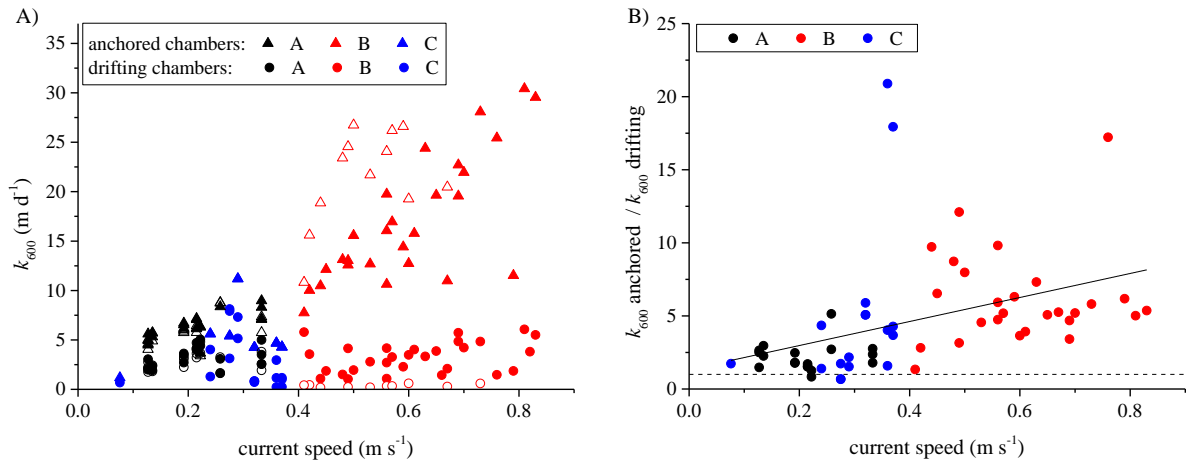 A)
anchored chambers: A B C
drifting chambers: A B C
35
30
25
20
15
10
5
0
k600 (m d-1)
0.0 0.2 0.4 0.6 0.8
current speed (m s-1)
B)
A B C
25
20
15
10
5
0
k600 anchored / k600 drifting
0.0 0.2 0.4 0.6 0.8
current speed (m s-1)